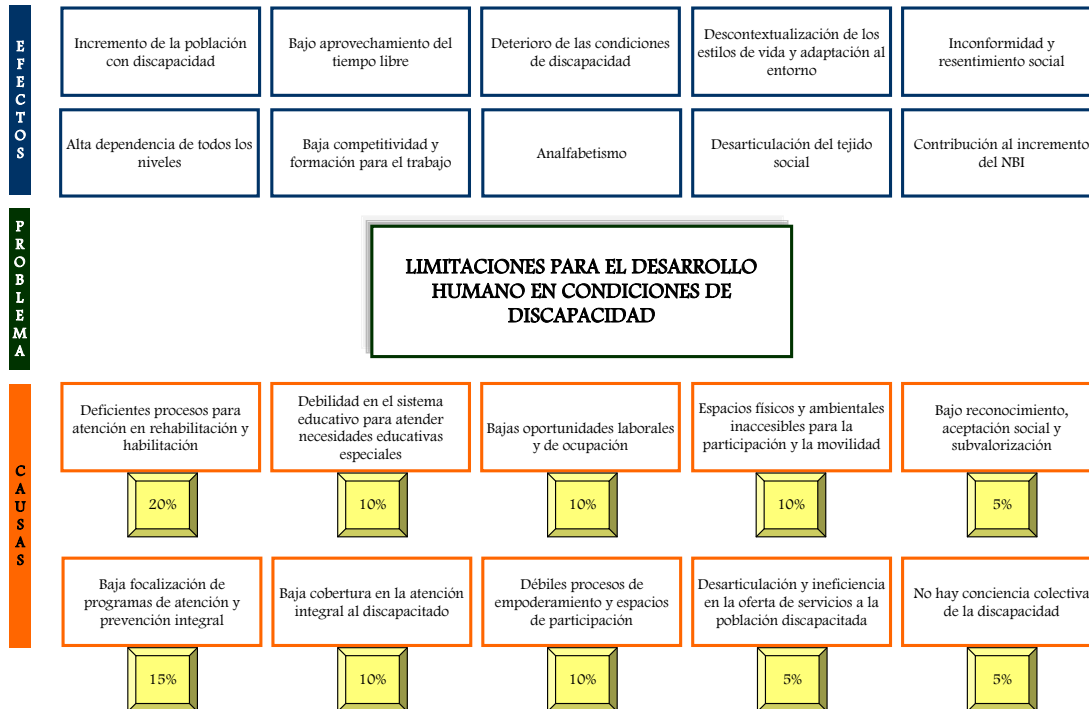 EFECTOS
Incremento de la población
con discapacidad
Bajo aprovechamiento del
tiempo libre
Deterioro de las condiciones
de discapacidad
Descontextualización de los
estilos de vida y adaptación al
entorno
Inconformidad y
resentimiento social
Alta dependencia de todos los
niveles
Baja competitividad y
formación para el trabajo
Analfabetismo
Desarticulación del tejido
social
Contribución al incremento
del NBI
PROBLEMA
LIMITACIONES PARA EL DESARROLLO
HUMANO EN CONDICIONES DE
DISCAPACIDAD
CAUSAS
Deficientes procesos para
atención en rehabilitación y
habilitación
Debilidad en el sistema
educativo para atender
necesidades educativas
especiales
Bajas oportunidades laborales
y de ocupación
Espacios físicos y ambientales
inaccesibles para la
participación y la movilidad
Bajo reconocimiento,
aceptación social y
subvalorización
20%
10%
10%
10%
5%
Baja focalización de
programas de atención y
prevención integral
Baja cobertura en la atención
integral al discapacitado
Débiles procesos de
empoderamiento y espacios
de participación
Desarticulación y ineficiencia
en la oferta de servicios a la
población discapacitada
No hay conciencia colectiva
de la discapacidad
15%
10%
10%
5%
5%